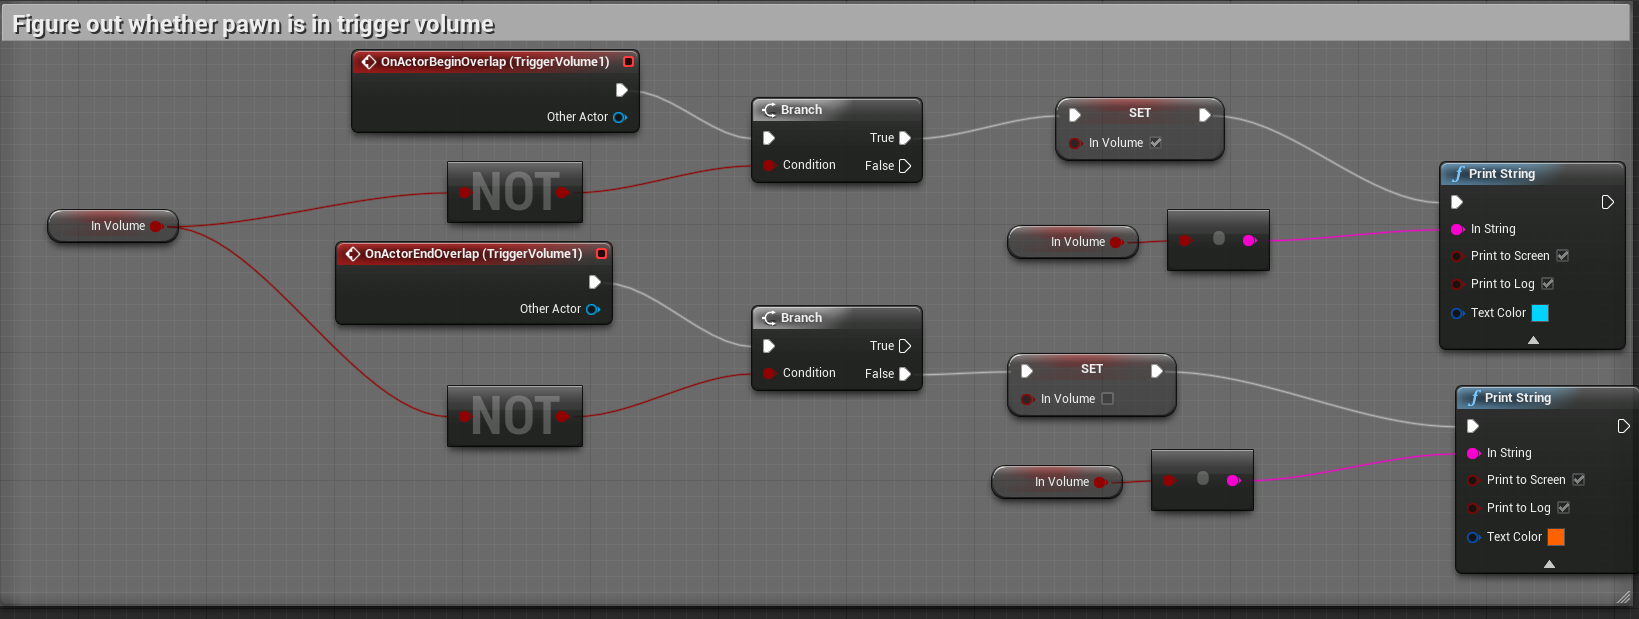 Figure out whether pawn is in trigger volume
OnActorBeginOverlap (TriggerVolume1)
Other Actor
Branch
True
Condition
False
SET
In Volume
NOT
In Volume
OnActorEndOverlap (TriggerVolume1)
Other Actor
NOT
Branch
True
Condition
False
In Volume
Print String
In String
Print to Screen
Print to Log
Text Color
SET
In Volume
In Volume
Print String
In String
Print to Screen
Print to Log
Text Color